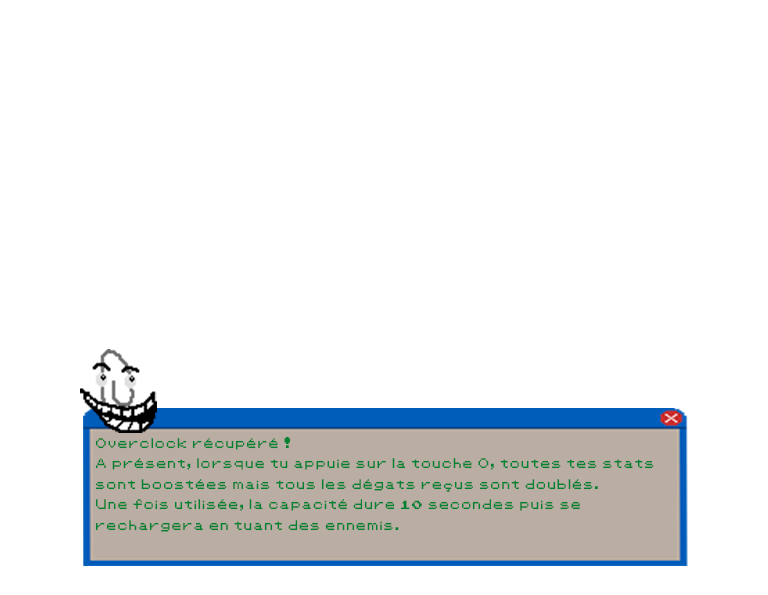 Overclock récupéré !
A présent, lorsque tu appuie sur la touche O, toutes tes stats
sont boostées mais tous les dégats reçus sont doublés.
Une fois utilisée, la capacité dure 10 secondes puis se
rechargera en tuant des ennemis.